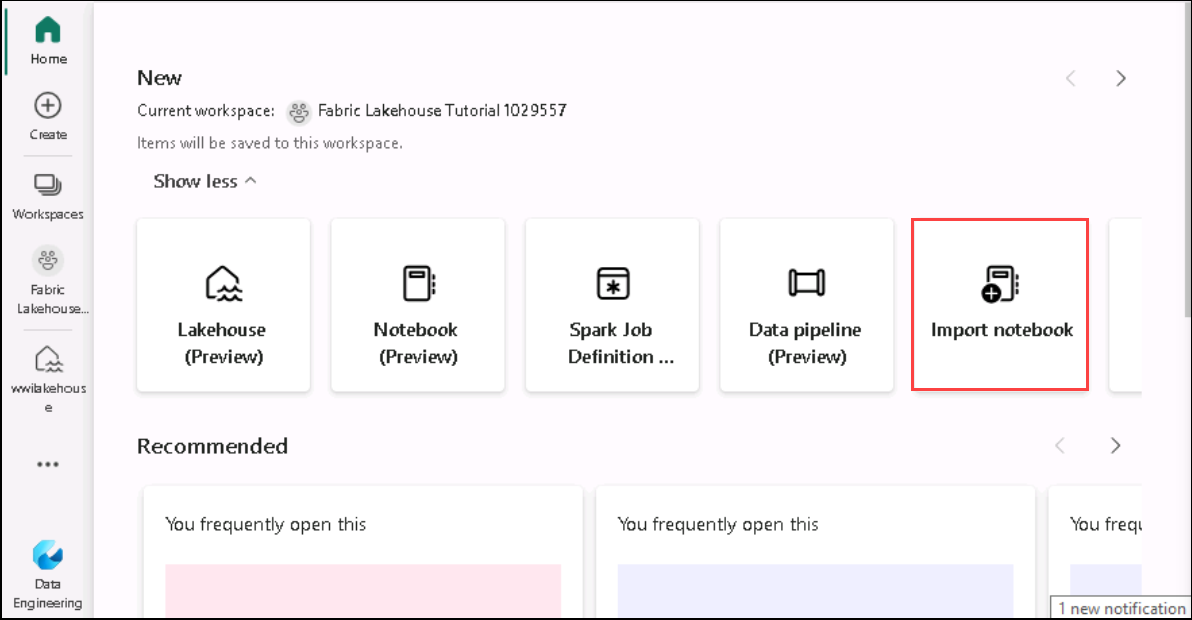 Home
Create
Workspaces
Fabric
Lakehouse...
wwilakehous
e
Data
Engineering
New
Current workspace: Fabric Lakehouse Tutorial 1029557
Items will be saved to this workspace.
Show less
Lakehouse
(Preview)
Notebook
(Preview)
Spark Job
Definition ...
Data pipeline
(Preview)
Import notebook
Recommended
You frequently open this
You frequently open this
You frequ
1 new notification